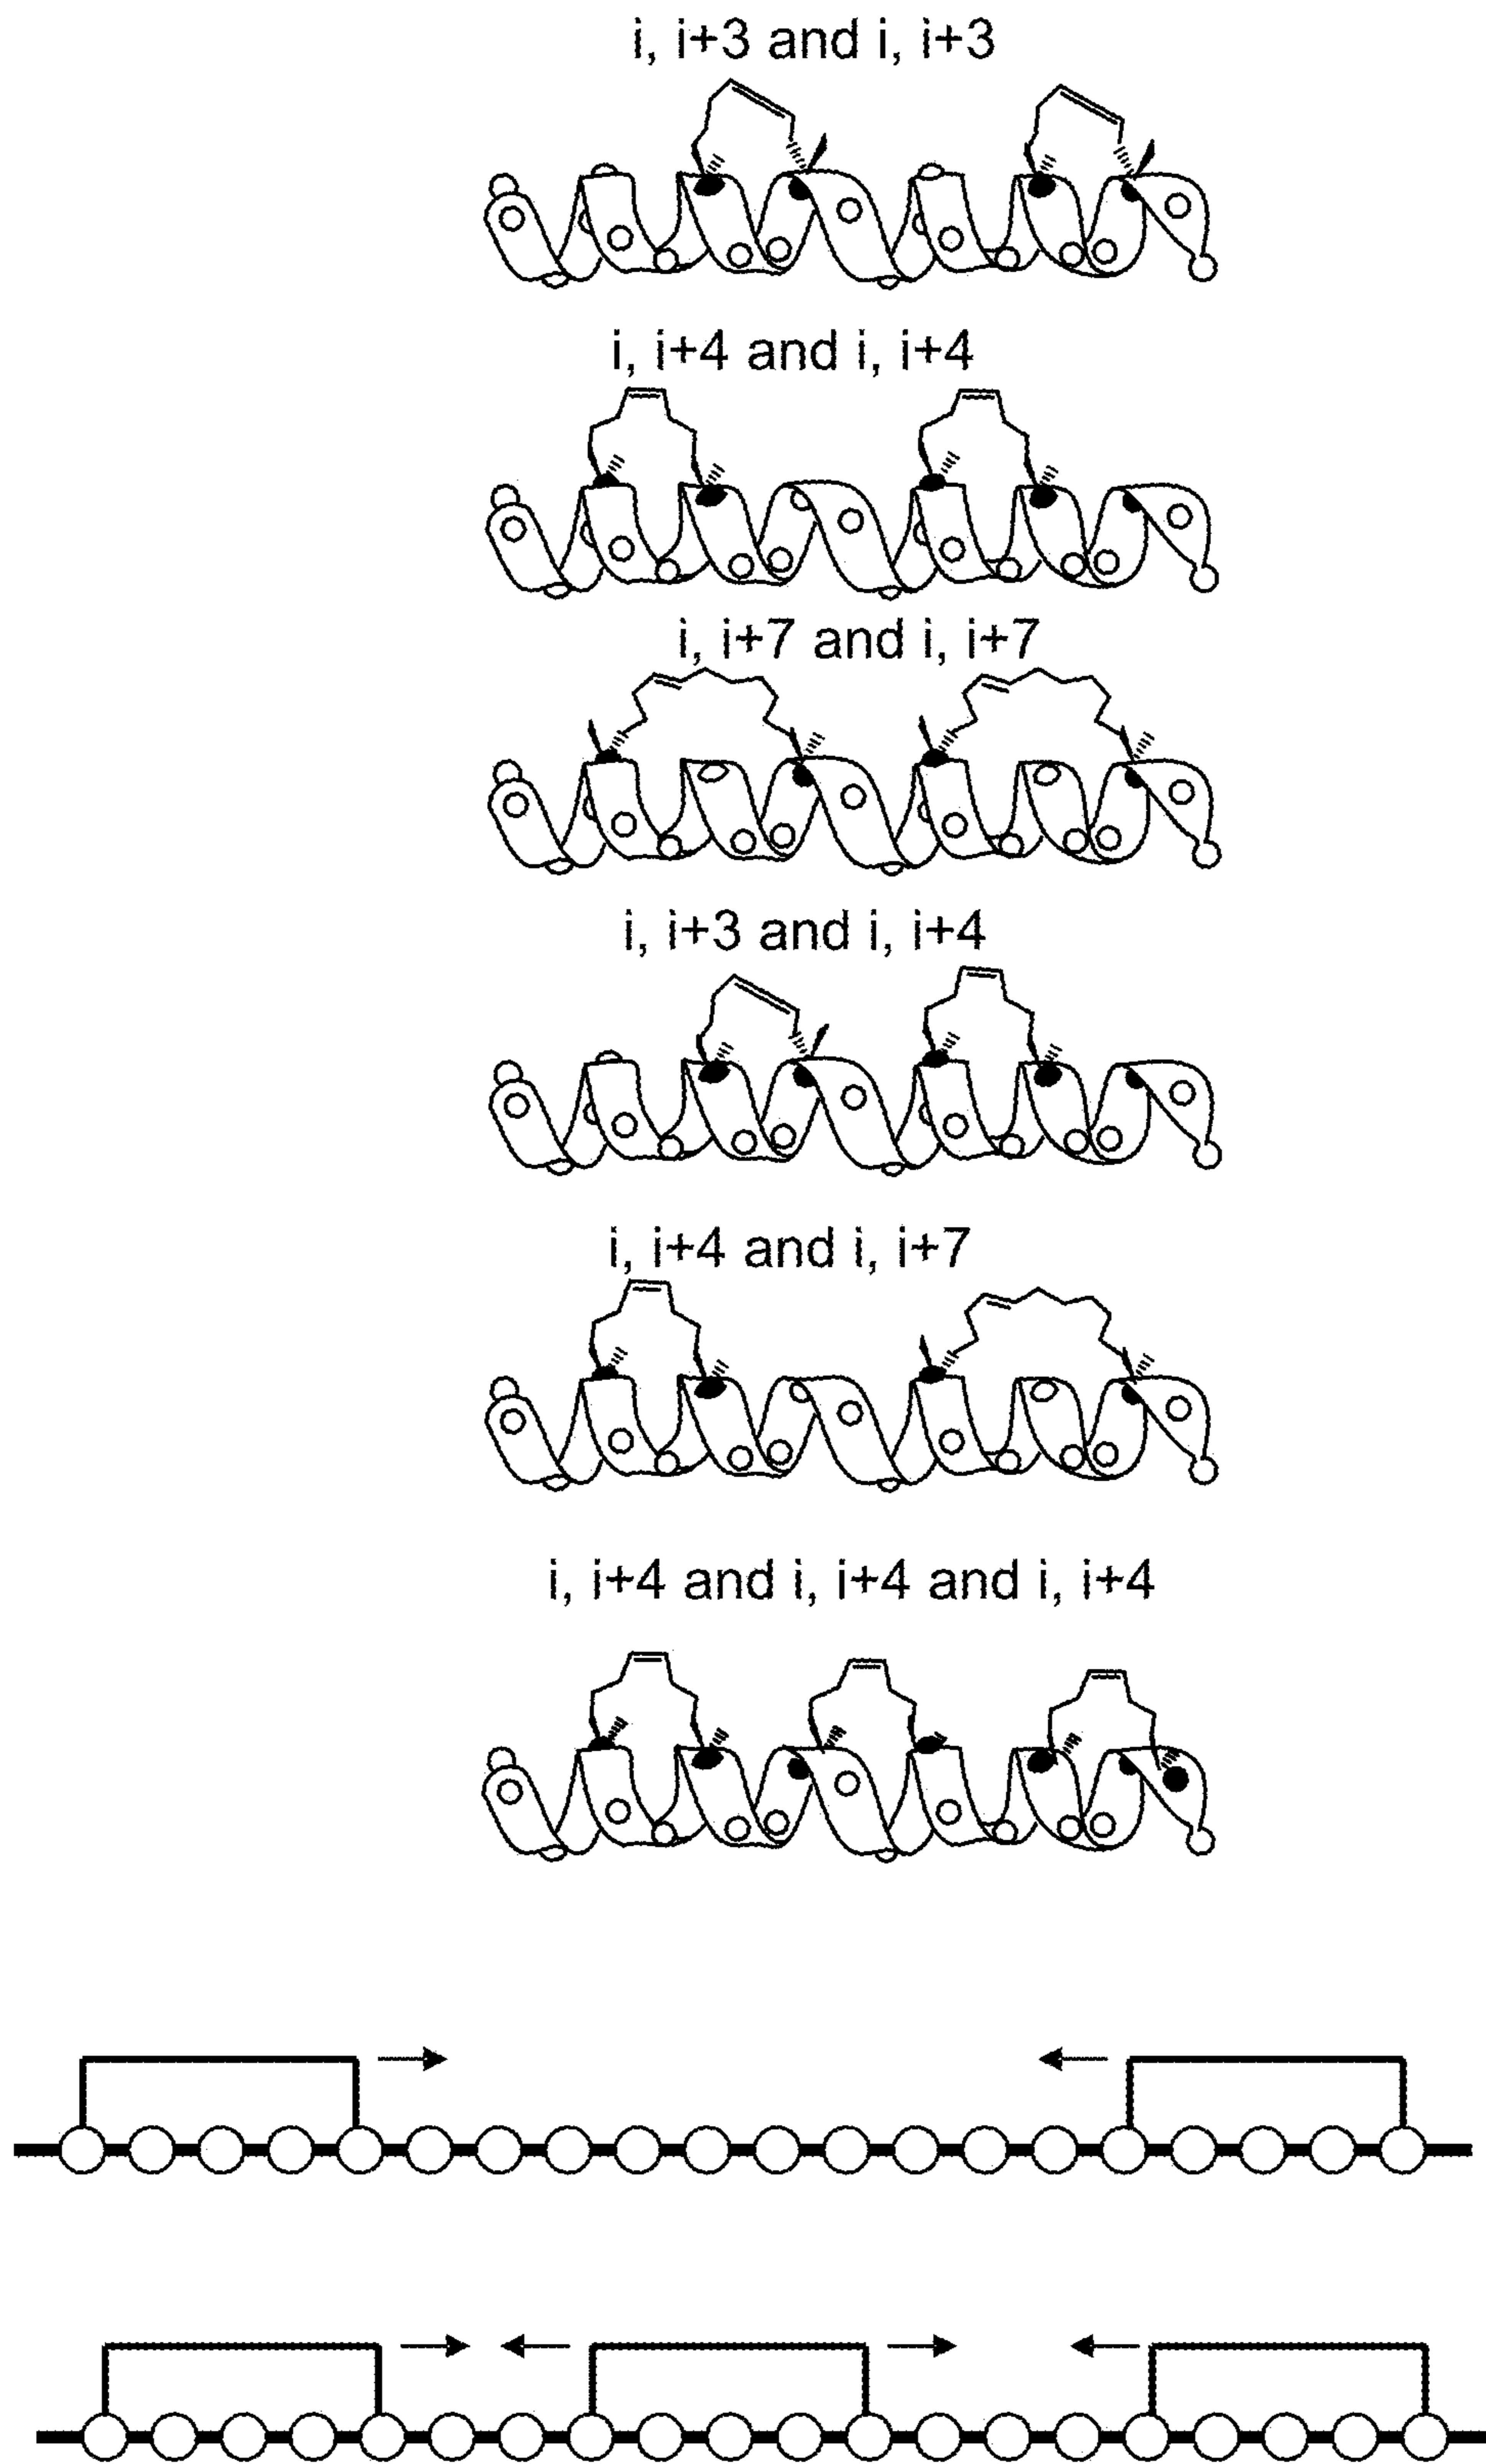 i, i+3 and i, i+3
i, i+4 and i, i+4
i, i+7 and i, i+7
i, i+3 and i, i+4
i, i+4 and i, i+7
i, i+4 and i, i+4 and i, i+4